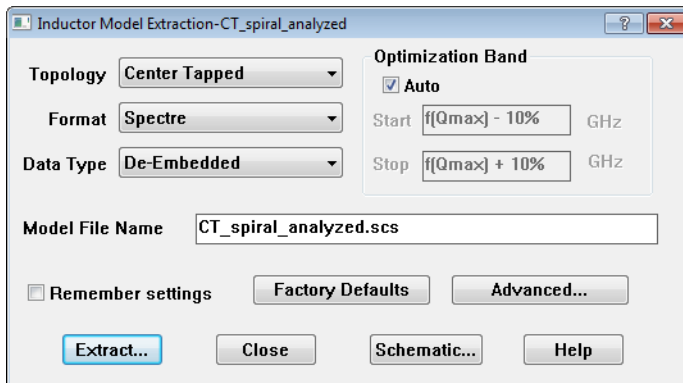 Inductor Model Extraction-CT_spiral_analyzed
Topology Center Tapped
Format Spectre
Data Type De-Embedded
Optimization Band
Auto
Start f(Qmax) - 10% GHz
Stop f(Qmax) + 10% GHz
Model File Name CT_spiral_analyzed.scs
Remember settings Factory Defaults Advanced...
Extract... Close Schematic... Help